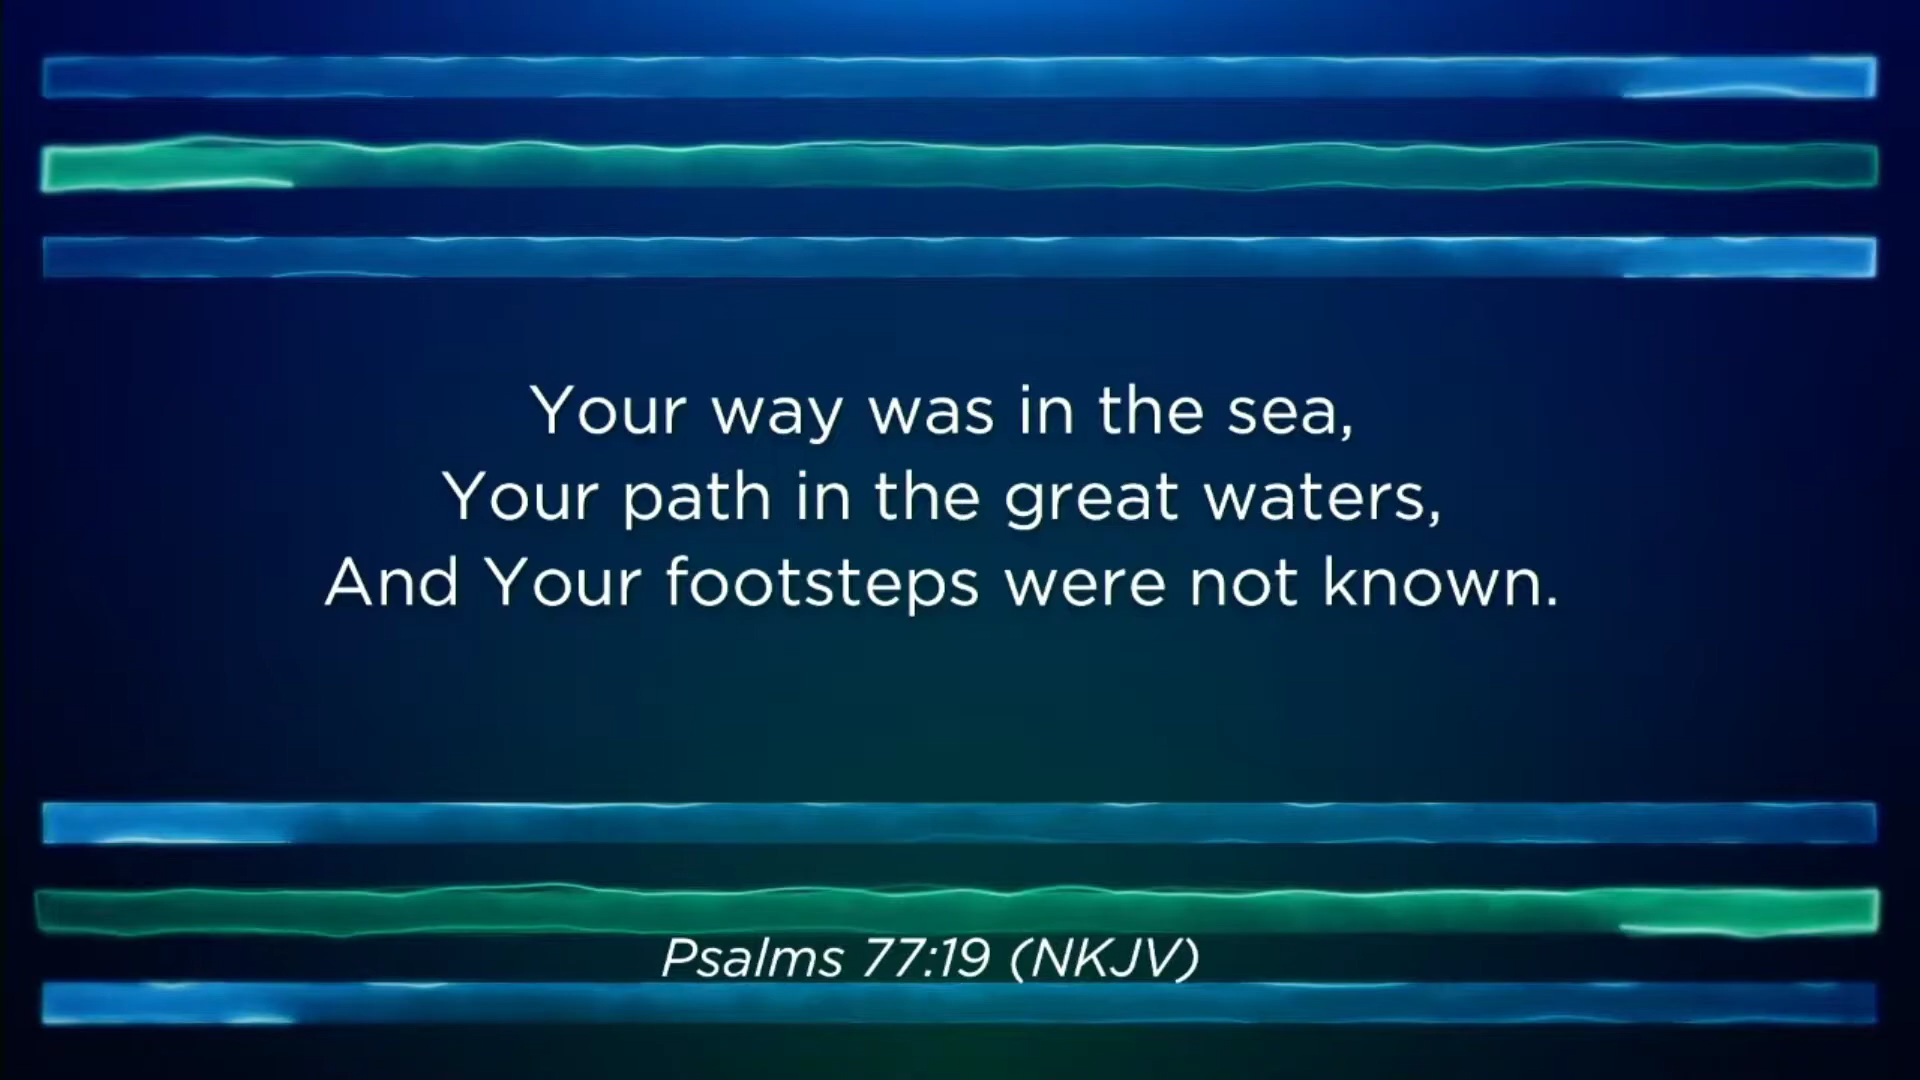 Your way was in the sea,
Your path in the great waters,
And Your footsteps were not known.
Psalms 77:19 (NKJV)